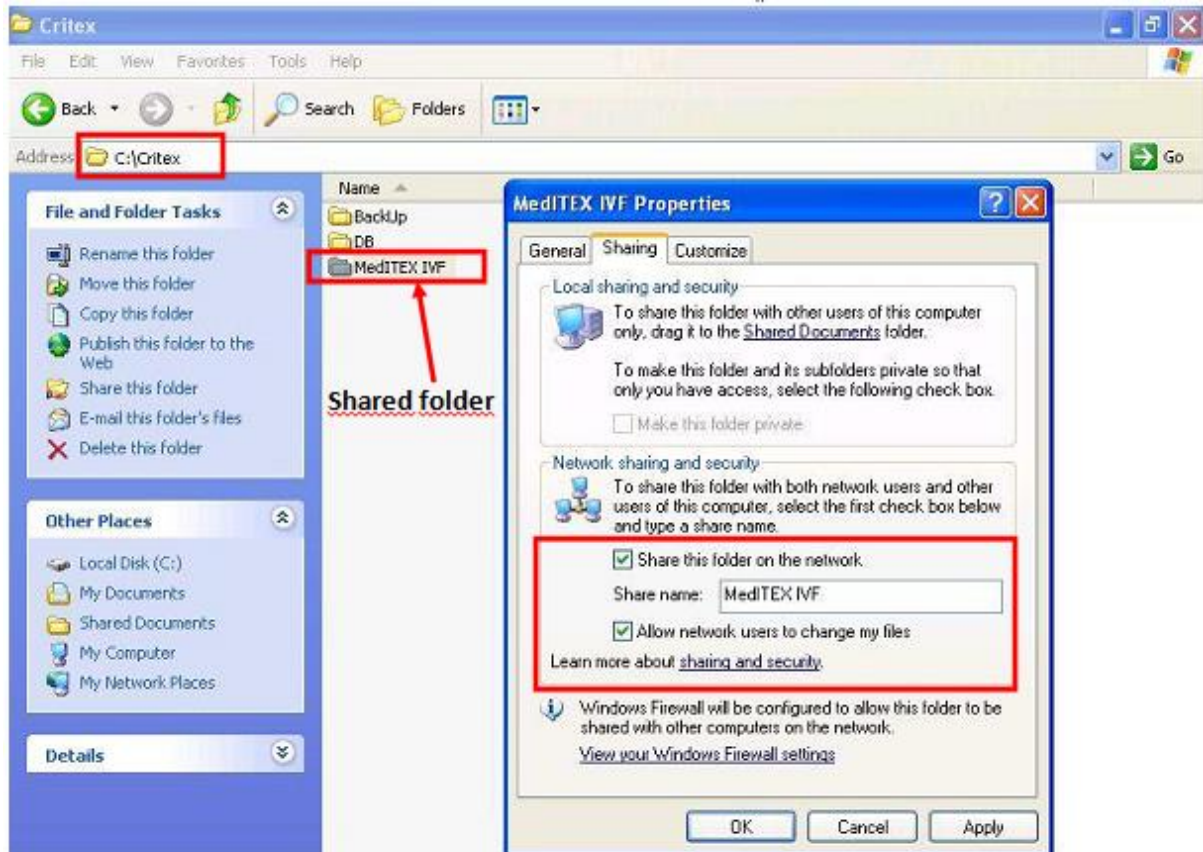 Critex
File Edit View Favorites Tools Help
Back Search Folders
Address C:\Critex Go
File and Folder Tasks
Rename this folder
Move this folder
Copy this folder
Publish this folder to the
Web
Share this folder
E-mail this folder's files
Delete this folder
Other Places
Local Disk (C:)
My Documents
Shared Documents
My Computer
My Network Places
Details
Name
BackUp
DB
MedITEX IVF
Shared folder
MedITEX IVF Properties
General Sharing Customize
Local sharing and security
To share this folder with other users of this computer
only, drag it to the Shared Documents folder.
To make this folder and its subfolders private so that
only you have access, select the following check box.
Make this folder private
Network sharing and security
To share this folder with both network users and other
users of this computer, select the first check box below
and type a share name.
Share this folder on the network
Share name: MedITEX IVF
Allow network users to change my files
Learn more about sharing and security.
Windows Firewall will be configured to allow this folder to be
shared with other computers on the network.
View your Windows Firewall settings
OK Cancel Apply